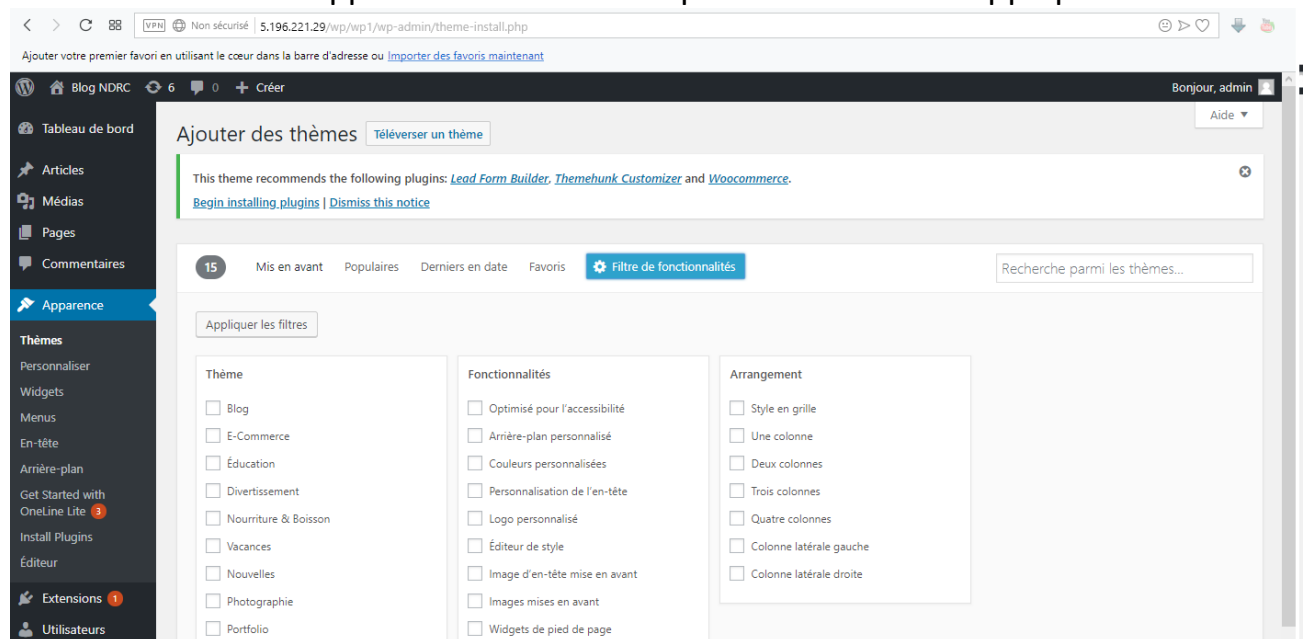 VPN Non sécurisé 5.196.221.29/wp/wp1/wp-admin/theme-install.php
Ajouter votre premier favori en utilisant le cœur dans la barre d'adresse ou Importer des favoris maintenant
Blog NDRC 6 0 + Créer Bonjour, admin
Aide ▼
Tableau de bord
Articles
Médias
Pages
Commentaires
Apparence
Thèmes
Personnaliser
Widgets
Menus
En-tête
Arrière-plan
Get Started with
OneLine Lite 3
Install Plugins
Éditeur
Extensions 1
Utilisateurs
Ajouter des thèmes Téléverser un thème
This theme recommends the following plugins: Lead Form Builder, Themehunk Customizer and Woocommerce.
Begin installing plugins | Dismiss this notice
15 Mis en avant Populaires Derniers en date Favoris Filtre de fonctionnalités Recherche parmi les thèmes...
Appliquer les filtres
Thème
Blog
E-Commerce
Éducation
Divertissement
Nourriture & Boisson
Vacances
Nouvelles
Photographie
Portfolio
Fonctionnalités
Optimisé pour l'accessibilité
Arrière-plan personnalisé
Couleurs personnalisées
Personnalisation de l'en-tête
Logo personnalisé
Éditeur de style
Image d'en-tête mise en avant
Images mises en avant
Widgets de pied de page
Arrangement
Style en grille
Une colonne
Deux colonnes
Trois colonnes
Quatre colonnes
Colonne latérale gauche
Colonne latérale droite